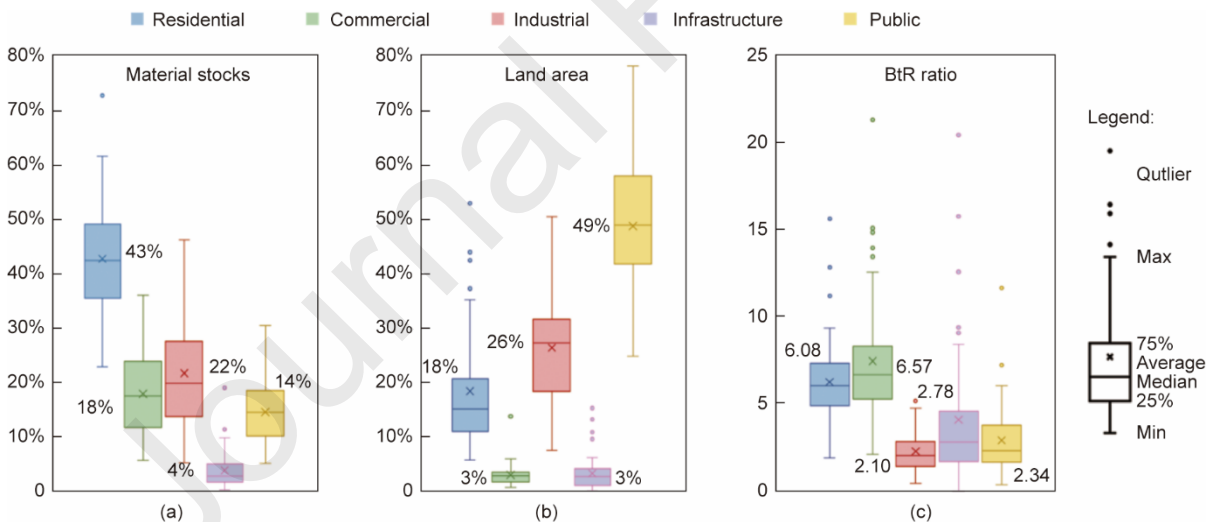 Residential Commercial Industrial Infrastructure Public
Material stocks
80%
70%
60%
50%
40%
30%
20%
10%
0
43%
18%
22%
4%
14%
(a)
Land area
80%
70%
60%
50%
40%
30%
20%
10%
0
18%
3%
26%
3%
49%
(b)
BtR ratio
25
20
15
10
5
0
6.08
6.57
2.10
2.78
2.34
(c)
Legend:
Qutlier
Max
75%
Average
Median
25%
Min
Journal P